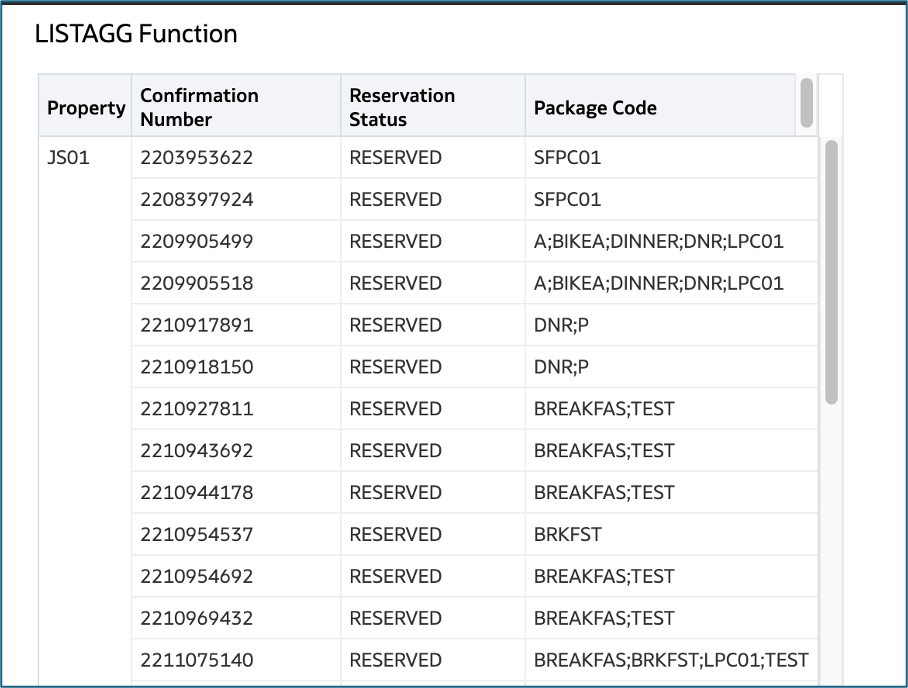 LISTAGG Function
Property Confirmation Number Reservation Status Package Code
JS01 2203953622 RESERVED SFPC01
2208397924 RESERVED SFPC01
2209905499 RESERVED A;BIKEA;DINNER;DNR;LPC01
2209905518 RESERVED A;BIKEA;DINNER;DNR;LPC01
2210917891 RESERVED DNR;P
2210918150 RESERVED DNR;P
2210927811 RESERVED BREAKFAS;TEST
2210943692 RESERVED BREAKFAS;TEST
2210944178 RESERVED BREAKFAS;TEST
2210954537 RESERVED BRKFST
2210954692 RESERVED BREAKFAS;TEST
2210969432 RESERVED BREAKFAS;TEST
2211075140 RESERVED BREAKFAS;BRKFST;LPC01;TEST